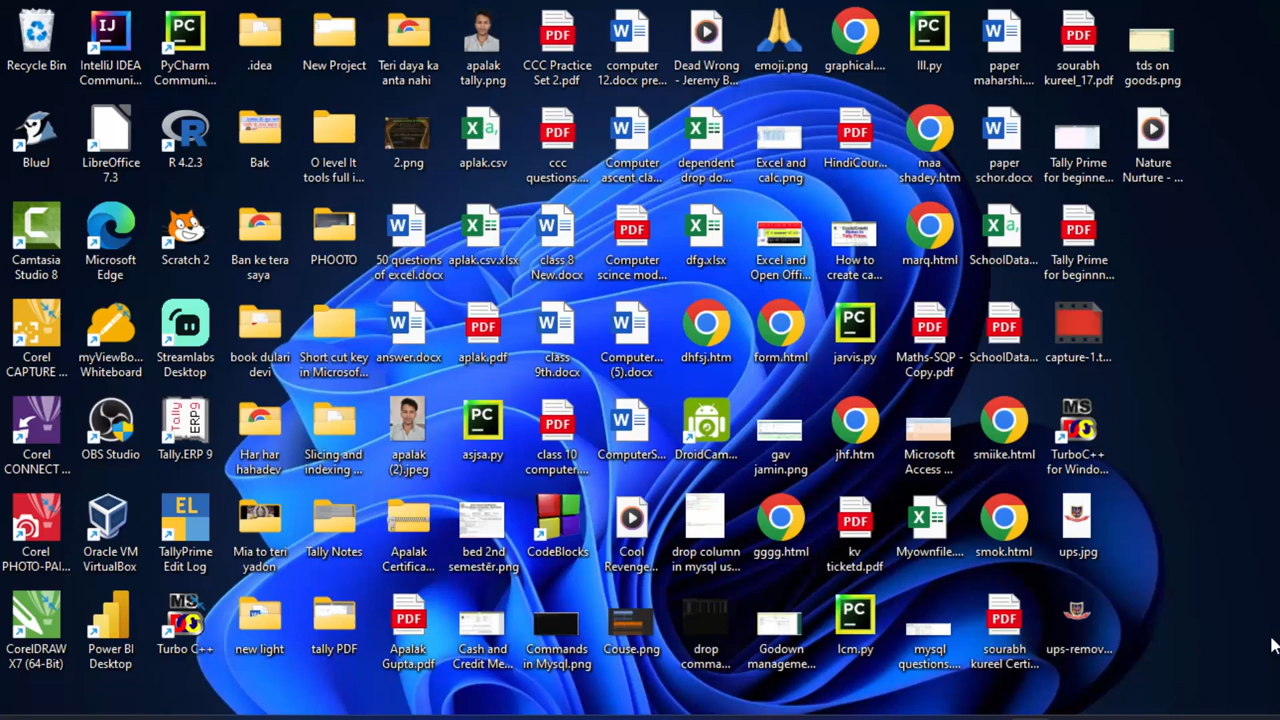 Recycle Bin
IntelliJ IDEA
Communi...
PyCharm
Communi...
.idea
New Project
Teri daya ka
anta nahi
apalak
tally.png
CCC Practice
Set 2.pdf
computer
12.docx pre...
Dead Wrong
- Jeremy B...
emoji.png
graphical....
lll.py
paper
maharshi....
sourabh
kureel_17.pdf
tds on
goods.png
BlueJ
LibreOffice
7.3
R 4.2.3
Bak
O level It
tools full i...
2.png
aplak.csv
ccc
questions....
Computer
ascent cla...
dependent
drop do...
Excel and
calc.png
HindiCour...
maa
shadey.htm
paper
schor.docx
Tally Prime
for beginne...
Nature
Nurture - ...
Camtasia
Studio 8
Microsoft
Edge
Scratch 2
Ban ke tera
saya
PHOOTO
50 questions
of excel.docx
aplak.csv.xlsx
class 8
New.docx
Computer
scince mod...
dfg.xlsx
Excel and
Open Offi...
How to
create ca...
marq.html
SchoolData...
Tally Prime
for beginnn...
Corel
CAPTURE ...
myViewBo...
Whiteboard
Streamlabs
Desktop
book dulari
devi
Short cut key
in Microsof...
answer.docx
aplak.pdf
class
9th.docx
Computer...
(5).docx
dhfsj.htm
form.html
jarvis.py
Maths-SQP -
Copy.pdf
SchoolData...
capture-1.t...
Corel
CONNECT ...
OBS Studio
Tally.ERP 9
Har har
hahadev
Slicing and
indexing ...
apalak
(2).jpeg
asjsa.py
class 10
computer....
ComputerS...
DroidCam...
gav
jamin.png
jhf.htm
Microsoft
Access ...
smiike.html
TurboC++
for Windo...
Corel
PHOTO-PAI...
Oracle VM
VirtualBox
TallyPrime
Edit Log
Mia to teri
yadon
Tally Notes
Apalak
Certifica...
bed 2nd
semester.png
CodeBlocks
Cool
Revenge...
drop column
in mysql us...
gggg.html
kv
ticketd.pdf
Myownfile....
smok.html
ups.jpg
CorelDRAW
X7 (64-Bit)
Power BI
Desktop
Turbo C++
new light
tally PDF
Apalak
Gupta.pdf
Cash and
Credit Me...
Commands
in Mysql.png
Couse.png
drop
comma...
Godown
manageme...
lcm.py
mysql
questions....
sourabh
kureel Certi...
ups-remov...